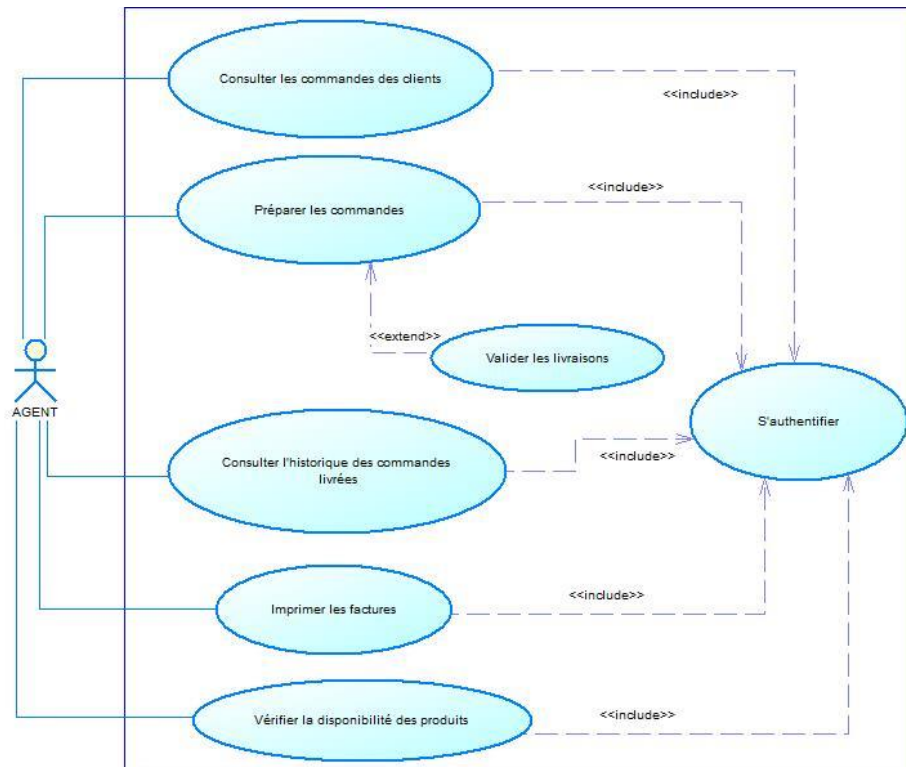 Consulter les commandes des clients
<<include>>
<<include>>
Préparer les commandes
<<extend>>
Valider les livraisons
AGENT
S'authentifier
Consulter l'historique des commandes
livrées
<<include>>
Imprimer les factures
<<include>>
Vérifier la disponibilité des produits
<<include>>